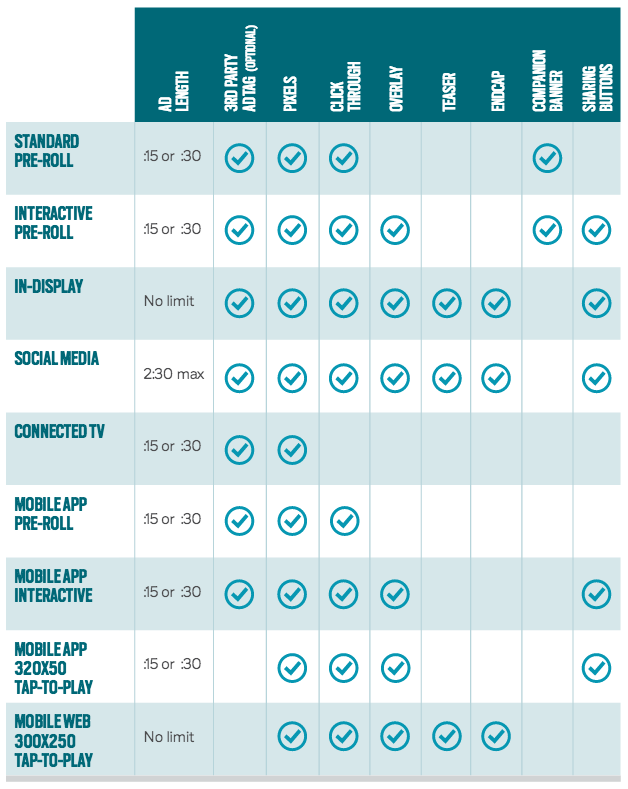 AD
LENGTH
3RD PARTY
AD TAG (OPTIONAL)
PIXELS
CLICK
THROUGH
OVERLAY
TEASER
ENDCAP
COMPANION
BANNER
SHARING
BUTTONS
STANDARD
PRE-ROLL
:15 or :30
INTERACTIVE
PRE-ROLL
:15 or :30
IN-DISPLAY
No limit
SOCIAL MEDIA
2:30 max
CONNECTED TV
:15 or :30
MOBILE APP
PRE-ROLL
:15 or :30
MOBILE APP
INTERACTIVE
:15 or :30
MOBILE APP
320X50
TAP-TO-PLAY
:15 or :30
MOBILE WEB
300X250
TAP-TO-PLAY
No limit